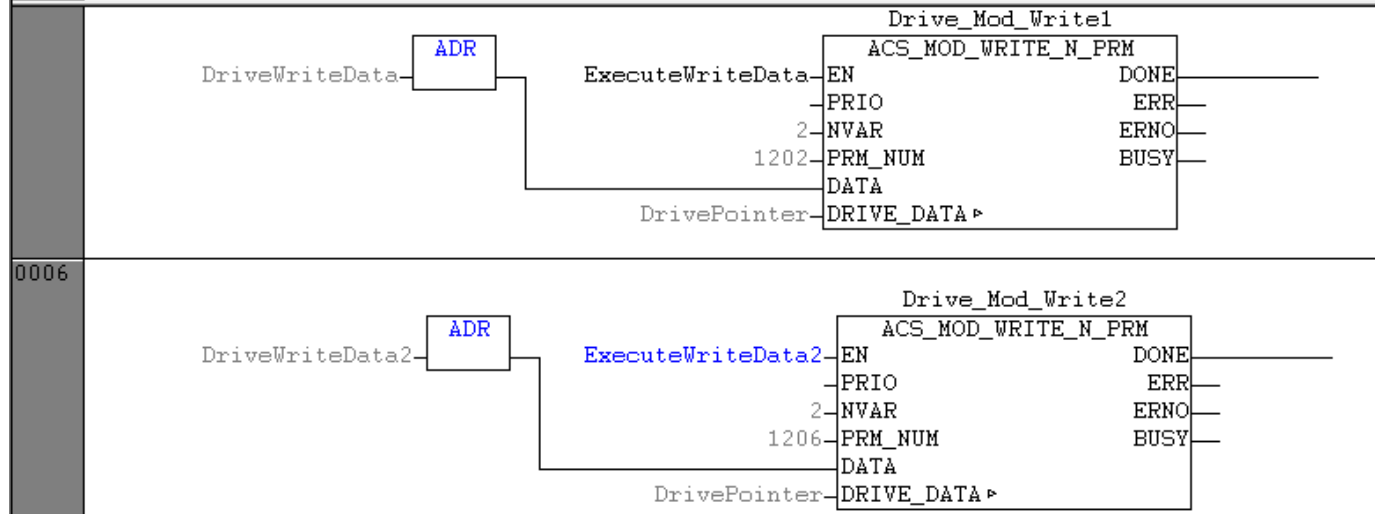 Drive_Mod_Write1
ADR ACS_MOD_WRITE_N_PRM
DriveWriteData ExecuteWriteData EN DONE
PRIO ERR
2 NVAR ERNO
1202 PRM_NUM BUSY
DATA
DrivePointer DRIVE_DATA
0006
Drive_Mod_Write2
ADR ACS_MOD_WRITE_N_PRM
DriveWriteData2 ExecuteWriteData2 EN DONE
PRIO ERR
2 NVAR ERNO
1206 PRM_NUM BUSY
DATA
DrivePointer DRIVE_DATA